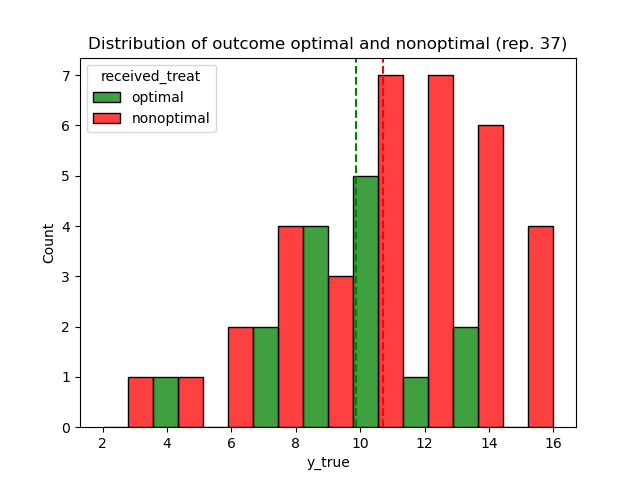 Distribution of outcome optimal and nonoptimal (rep. 37)
received_treat
optimal
nonoptimal
7
6
5
4
3
2
1
0
Count
2 4 6 8 10 12 14 16
y_true